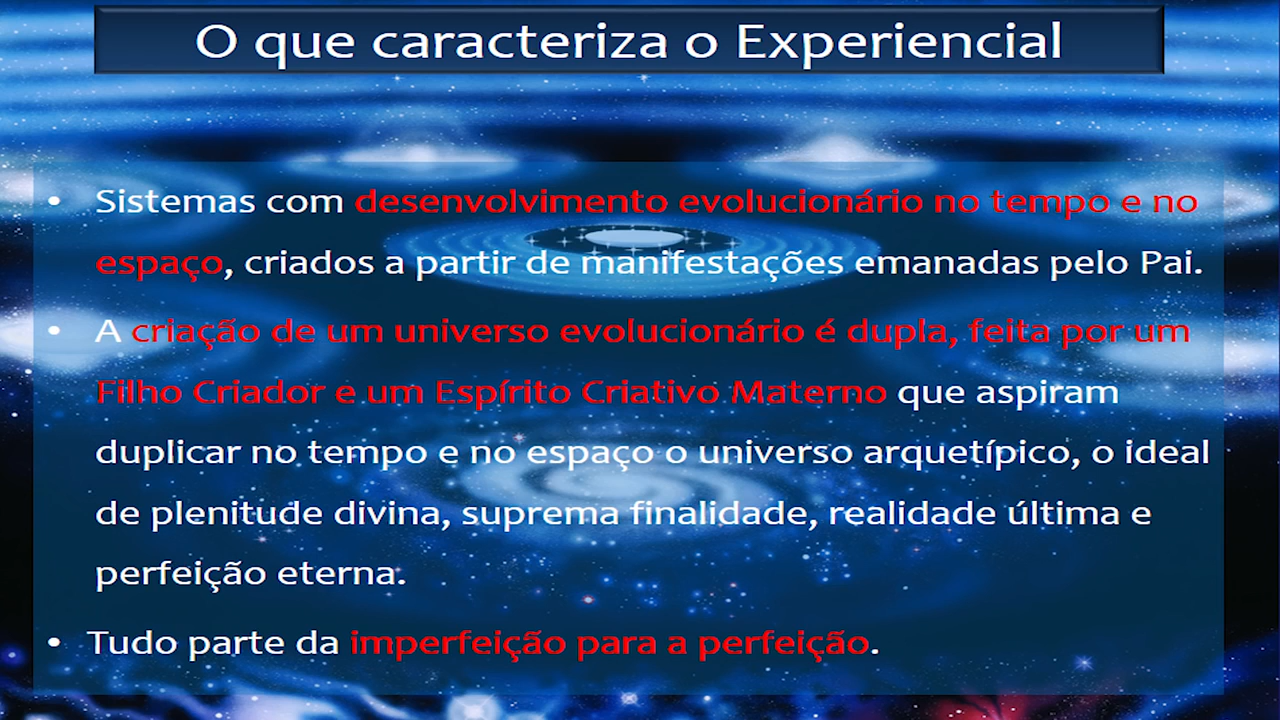 O que caracteriza o Experiencial
• Sistemas com desenvolvimento evolucionário no tempo e no
espaço, criados a partir de manifestações emanadas pelo Pai.
• A criação de um universo evolucionário é dupla, feita por um
Filho Criador e um Espírito Criativo Materno que aspiram
duplicar no tempo e no espaço o universo arquetípico, o ideal
de plenitude divina, suprema finalidade, realidade última e
perfeição eterna.
• Tudo parte da imperfeição para a perfeição.